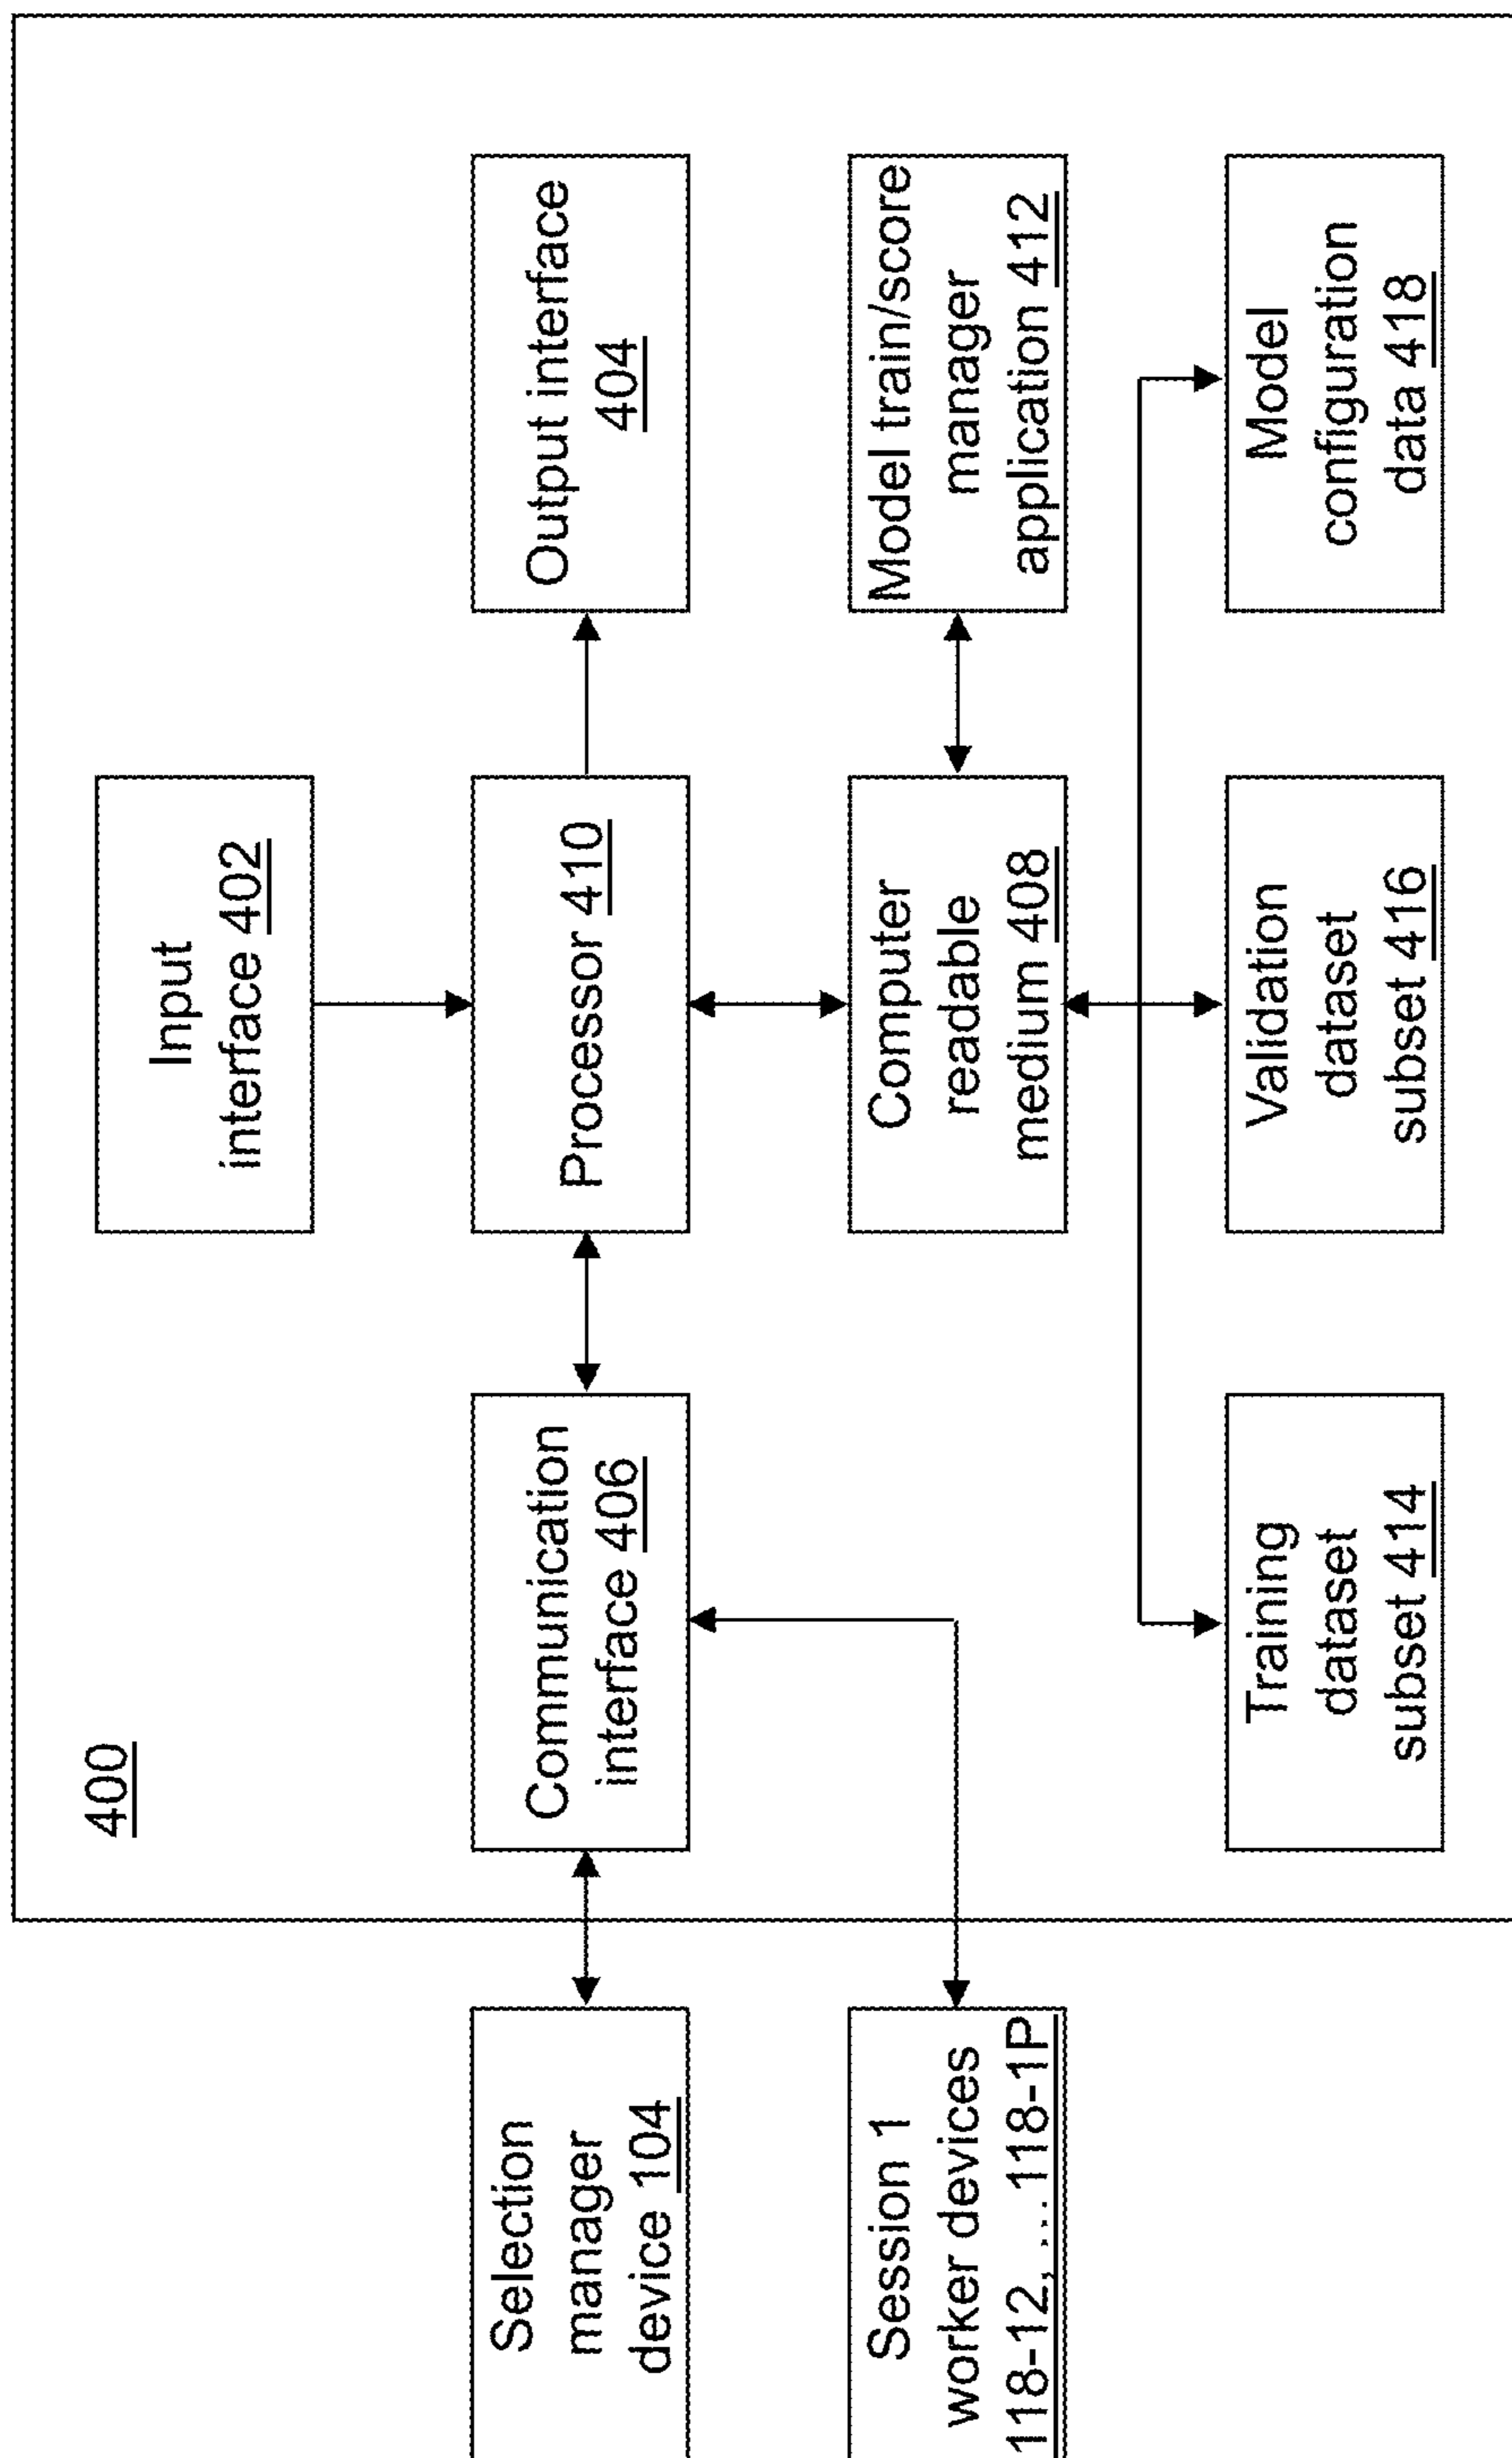 400
Input
interface 402
Selection
manager
device 104
Communication
interface 406
Processor 410
Output interface
404
Session 1
worker devices
118-12, ...118-1P
Computer
readable
medium 408
Model train/score
manager
application 412
Training
dataset
subset 414
Validation
dataset
subset 416
Model
configuration
data 418